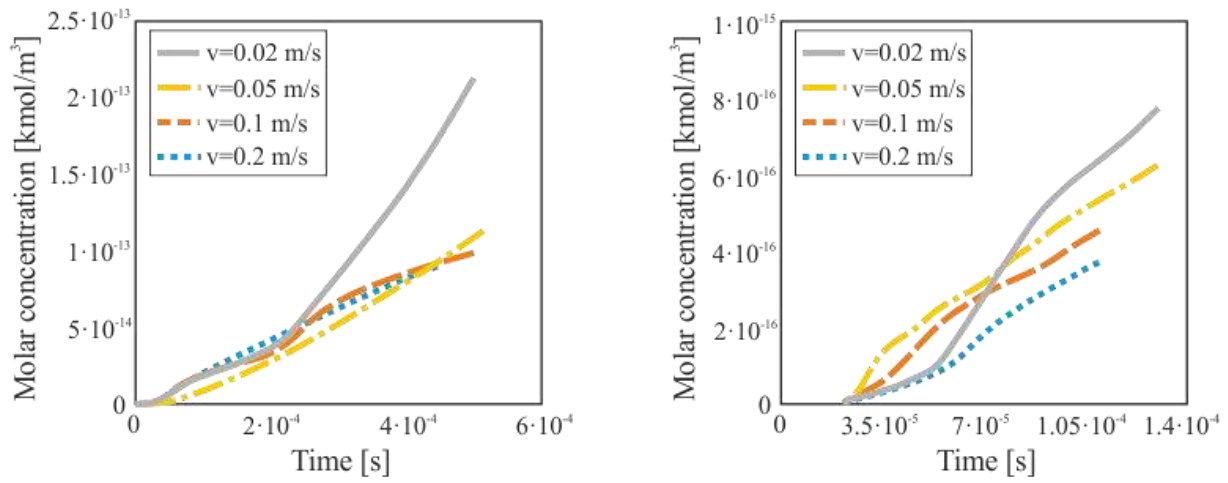 Molar concentration [kmol/m³]
2.5·10⁻¹³
2·10⁻¹³
1.5·10⁻¹³
1·10⁻¹³
5·10⁻¹⁴
0
v=0.02 m/s
v=0.05 m/s
v=0.1 m/s
v=0.2 m/s
0 2·10⁻⁴ 4·10⁻⁴ 6·10⁻⁴
Time [s]
Molar concentration [kmol/m³]
1·10⁻¹⁵
8·10⁻¹⁶
6·10⁻¹⁶
4·10⁻¹⁶
2·10⁻¹⁶
0
v=0.02 m/s
v=0.05 m/s
v=0.1 m/s
v=0.2 m/s
0 3.5·10⁻⁵ 7·10⁻⁵ 1.05·10⁻⁴ 1.4·10⁻⁴
Time [s]